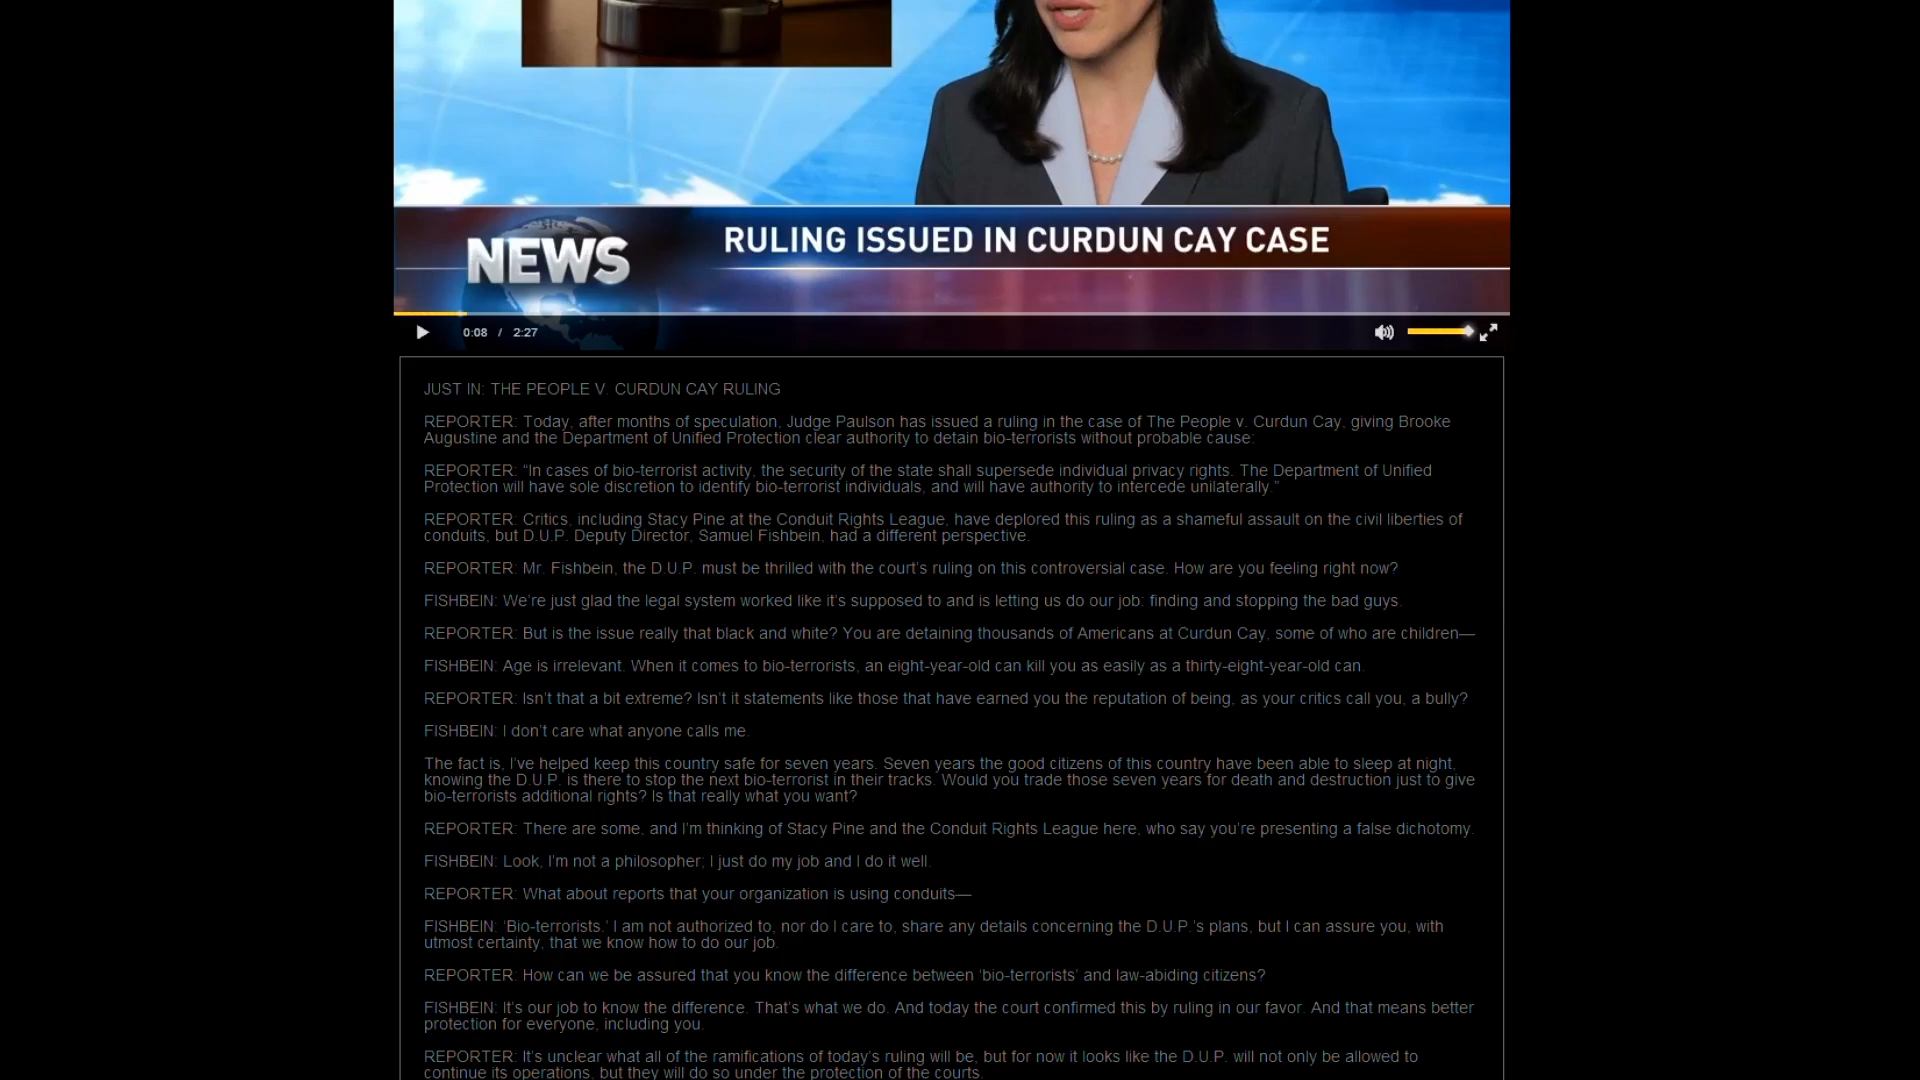 NEWS
RULING ISSUED IN CURDUN CAY CASE
0:08 / 2:27
JUST IN: THE PEOPLE V. CURDUN CAY RULING
REPORTER: Today, after months of speculation, Judge Paulson has issued a ruling in the case of The People v. Curdun Cay, giving Brooke
Augustine and the Department of Unified Protection clear authority to detain bio-terrorists without probable cause:
REPORTER: “In cases of bio-terrorist activity, the security of the state shall supersede individual privacy rights. The Department of Unified
Protection will have sole discretion to identify bio-terrorist individuals, and will have authority to intercede unilaterally.”
REPORTER: Critics, including Stacy Pine at the Conduit Rights League, have deplored this ruling as a shameful assault on the civil liberties of
conduits, but D.U.P. Deputy Director, Samuel Fishbein, had a different perspective.
REPORTER: Mr. Fishbein, the D.U.P. must be thrilled with the court’s ruling on this controversial case. How are you feeling right now?
FISHBEIN: We’re just glad the legal system worked like it’s supposed to and is letting us do our job: finding and stopping the bad guys.
REPORTER: But is the issue really that black and white? You are detaining thousands of Americans at Curdun Cay, some of who are children—
FISHBEIN: Age is irrelevant. When it comes to bio-terrorists, an eight-year-old can kill you as easily as a thirty-eight-year-old can.
REPORTER: Isn’t that a bit extreme? Isn’t it statements like those that have earned you the reputation of being, as your critics call you, a bully?
FISHBEIN: I don’t care what anyone calls me.
The fact is, I’ve helped keep this country safe for seven years. Seven years the good citizens of this country have been able to sleep at night,
knowing the D.U.P. is there to stop the next bio-terrorist in their tracks. Would you trade those seven years for death and destruction just to give
bio-terrorists additional rights? Is that really what you want?
REPORTER: There are some, and I’m thinking of Stacy Pine and the Conduit Rights League here, who say you’re presenting a false dichotomy.
FISHBEIN: Look, I’m not a philosopher; I just do my job and I do it well.
REPORTER: What about reports that your organization is using conduits—
FISHBEIN: ‘Bio-terrorists.’ I am not authorized to, nor do I care to, share any details concerning the D.U.P.’s plans, but I can assure you, with
utmost certainty, that we know how to do our job.
REPORTER: How can we be assured that you know the difference between ‘bio-terrorists’ and law-abiding citizens?
FISHBEIN: It’s our job to know the difference. That’s what we do. And today the court confirmed this by ruling in our favor. And that means better
protection for everyone, including you.
REPORTER: It’s unclear what all of the ramifications of today’s ruling will be, but for now it looks like the D.U.P. will not only be allowed to
continue its operations, but they will do so under the protection of the courts.